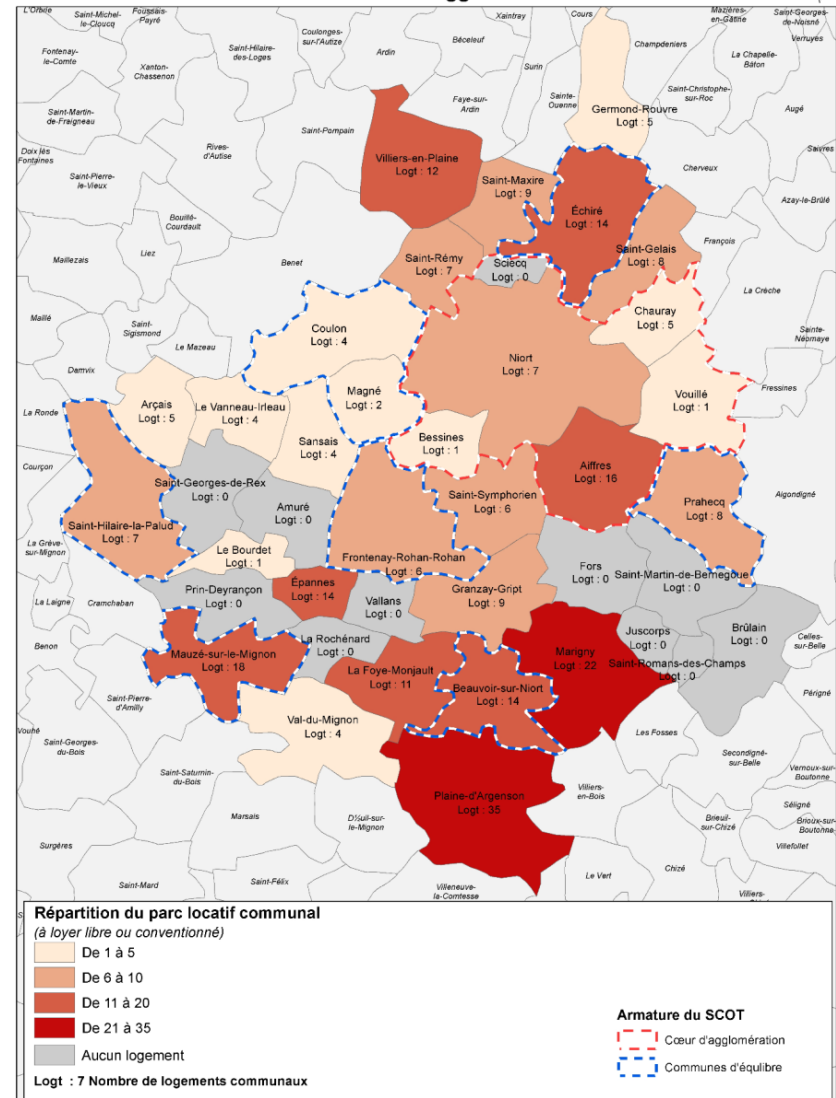 L'Orbrie
Saint-Michel-
le-Cloucq
Foussais-
Payré
Xaintray
Cours
Mazières-
en-Gâtine
Saint-Georges-
de-Noisné
Verruyes
Fontenay-
le-Comte
Xanton-
Chassenon
Saint-Hilaire-
des-Loges
Coulonges-
sur-l'Autize
Ardin
Béceleuf
Surin
Champdeniers
La Chapelle-
Bâton
Saint-Martin-
de-Fraigneau
Saint-Pompain
Faye-sur-
Ardin
Sainte-
Ouenne
Germond-Rouvre
Logt : 5
Saint-Christophe-
sur-Roc
Augé
Doix lès
Fontaines
Saint-Pierre-
le-Vieux
Rives-
d'Autise
Villiers-en-Plaine
Logt : 12
Saint-Maxire
Logt : 9
Cherveux
Saivres
Azay-le-Brûlé
Bouillé-
Courdault
Échiré
Logt : 14
Maillezais
Liez
Benet
Saint-Rémy
Logt : 7
Sciecq
Logt : 0
Saint-Gelais
Logt : 8
François
La Crèche
Maillé
Saint-
Sigismond
Le Mazeau
Coulon
Logt : 4
Chauray
Logt : 5
Sainte-
Néomaye
Damvix
Niort
Logt : 7
La Ronde
Arçais
Logt : 5
Le Vanneau-Irleau
Logt : 4
Magné
Logt : 2
Vouillé
Logt : 1
Fressines
Sansais
Logt : 4
Bessines
Logt : 1
Courçon
Saint-Georges-de-Rex
Logt : 0
Aiffres
Logt : 16
Amuré
Logt : 0
Saint-Symphorien
Logt : 6
Prahecq
Logt : 8
Aigondigné
Saint-Hilaire-la-Palud
Logt : 7
La Grève-
sur-Mignon
Le Bourdet
Logt : 1
Frontenay-Rohan-Rohan
Logt : 6
Fors
Logt : 0
Saint-Martin-de-Bernegoue
Logt : 0
La Laigne
Cramchaban
Prin-Deyrançon
Logt : 0
Épannes
Logt : 14
Vallans
Logt : 0
Granzay-Gript
Logt : 9
Benon
La Rochénard
Logt : 0
Juscorps
Logt : 0
Brûlain
Logt : 0
Celles-
sur-Belle
Mauzé-sur-le-Mignon
Logt : 18
La Foye-Monjault
Logt : 11
Marigny
Logt : 22
Saint-Romans-des-Champs
Logt : 0
Beauvoir-sur-Niort
Logt : 14
Saint-Pierre-
d'Amilly
Périgné
Vouhé
Saint-Georges-
du-Bois
Val-du-Mignon
Logt : 4
Les Fosses
Secondigné-
sur-Belle
Vernoux-sur-
Boutonne
Saint-Saturnin-
du-Bois
Plaine-d'Argenson
Logt : 35
Villiers-
en-Bois
Séligné
Marsais
D½uil-sur-
le-Mignon
Brieuil-
sur-Chizé
Brioux-sur-
Boutonne
Villefollet
Surgères
Saint-Mard
Saint-Félix
Villeneuve-
la-Comtesse
Le Vert
Chizé
Villiers-
Répartition du parc locatif communal
(à loyer libre ou conventionné)
De 1 à 5
De 6 à 10
De 11 à 20
De 21 à 35
Aucun logement
Logt : 7 Nombre de logements communaux
Armature du SCOT
Cœur d'agglomération
Communes d'équlibre